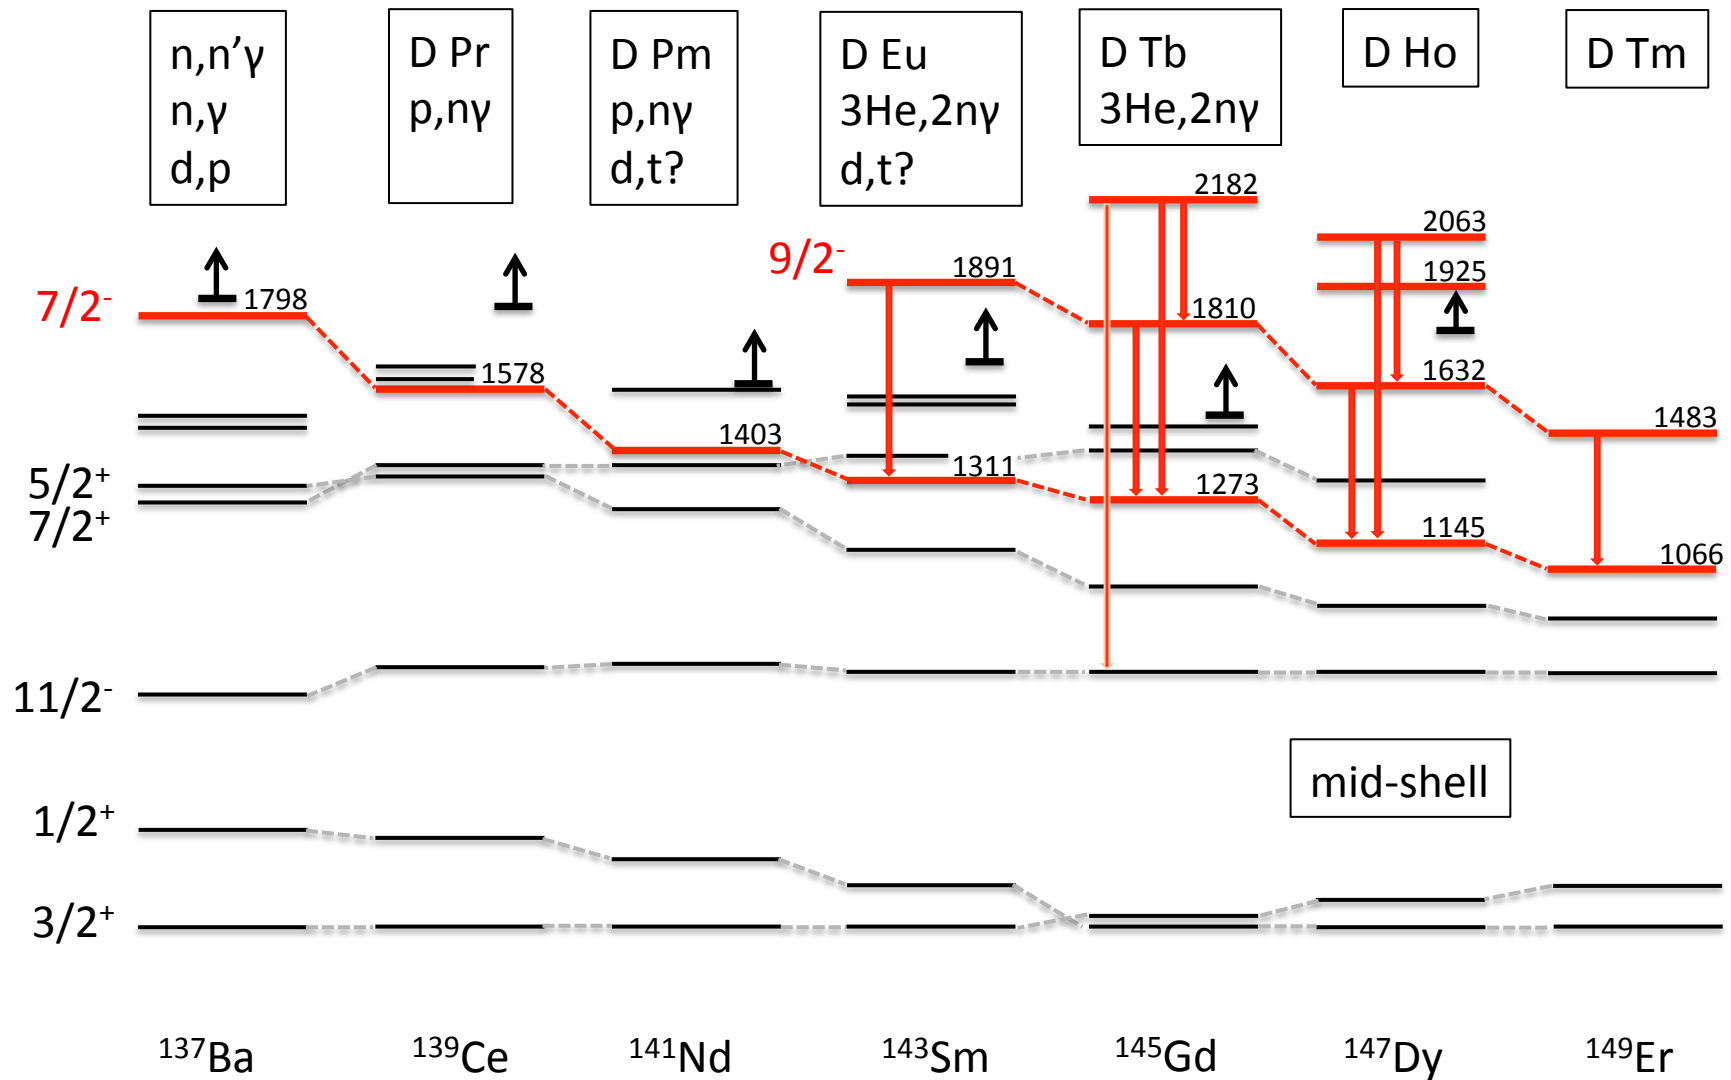 n,n’γ
n,γ
d,p
D Pr
p,nγ
D Pm
p,nγ
d,t?
D Eu
3He,2nγ
d,t?
D Tb
3He,2nγ
D Ho
D Tm
2182
2063
9/2⁻
1891
1925
7/2⁻
1798
1810
1578
1632
1403
1483
5/2⁺
1311
1273
7/2⁺
1145
1066
11/2⁻
mid-shell
1/2⁺
3/2⁺
¹³⁷Ba
¹³⁹Ce
¹⁴¹Nd
¹⁴³Sm
¹⁴⁵Gd
¹⁴⁷Dy
¹⁴⁹Er